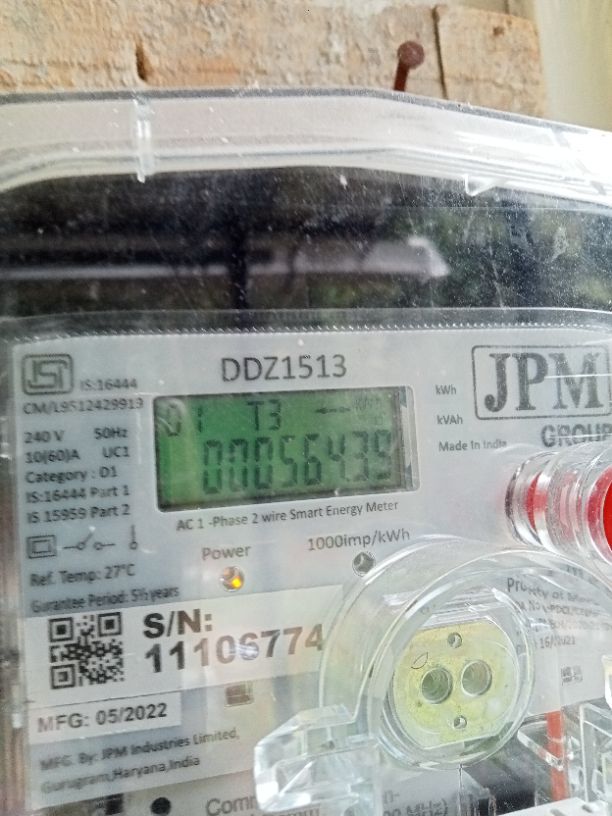 DDZ1513
IS:16444
CM/L9512429913
240 V 50Hz
10(60)A UC1
Category : D1
IS:16444 Part 1
IS 15959 Part 2
Ref. Temp: 27°C
Gurantee Period: 5½ years
01 T3
00056439
kWh
kVAh
Made In India
JPM
GROUP
AC 1 -Phase 2 wire Smart Energy Meter
Power
1000imp/kWh
S/N:
11106774
MFG: 05/2022
MFG. By: JPM Industries Limited,
Gurugram,Haryana,India
16/2021